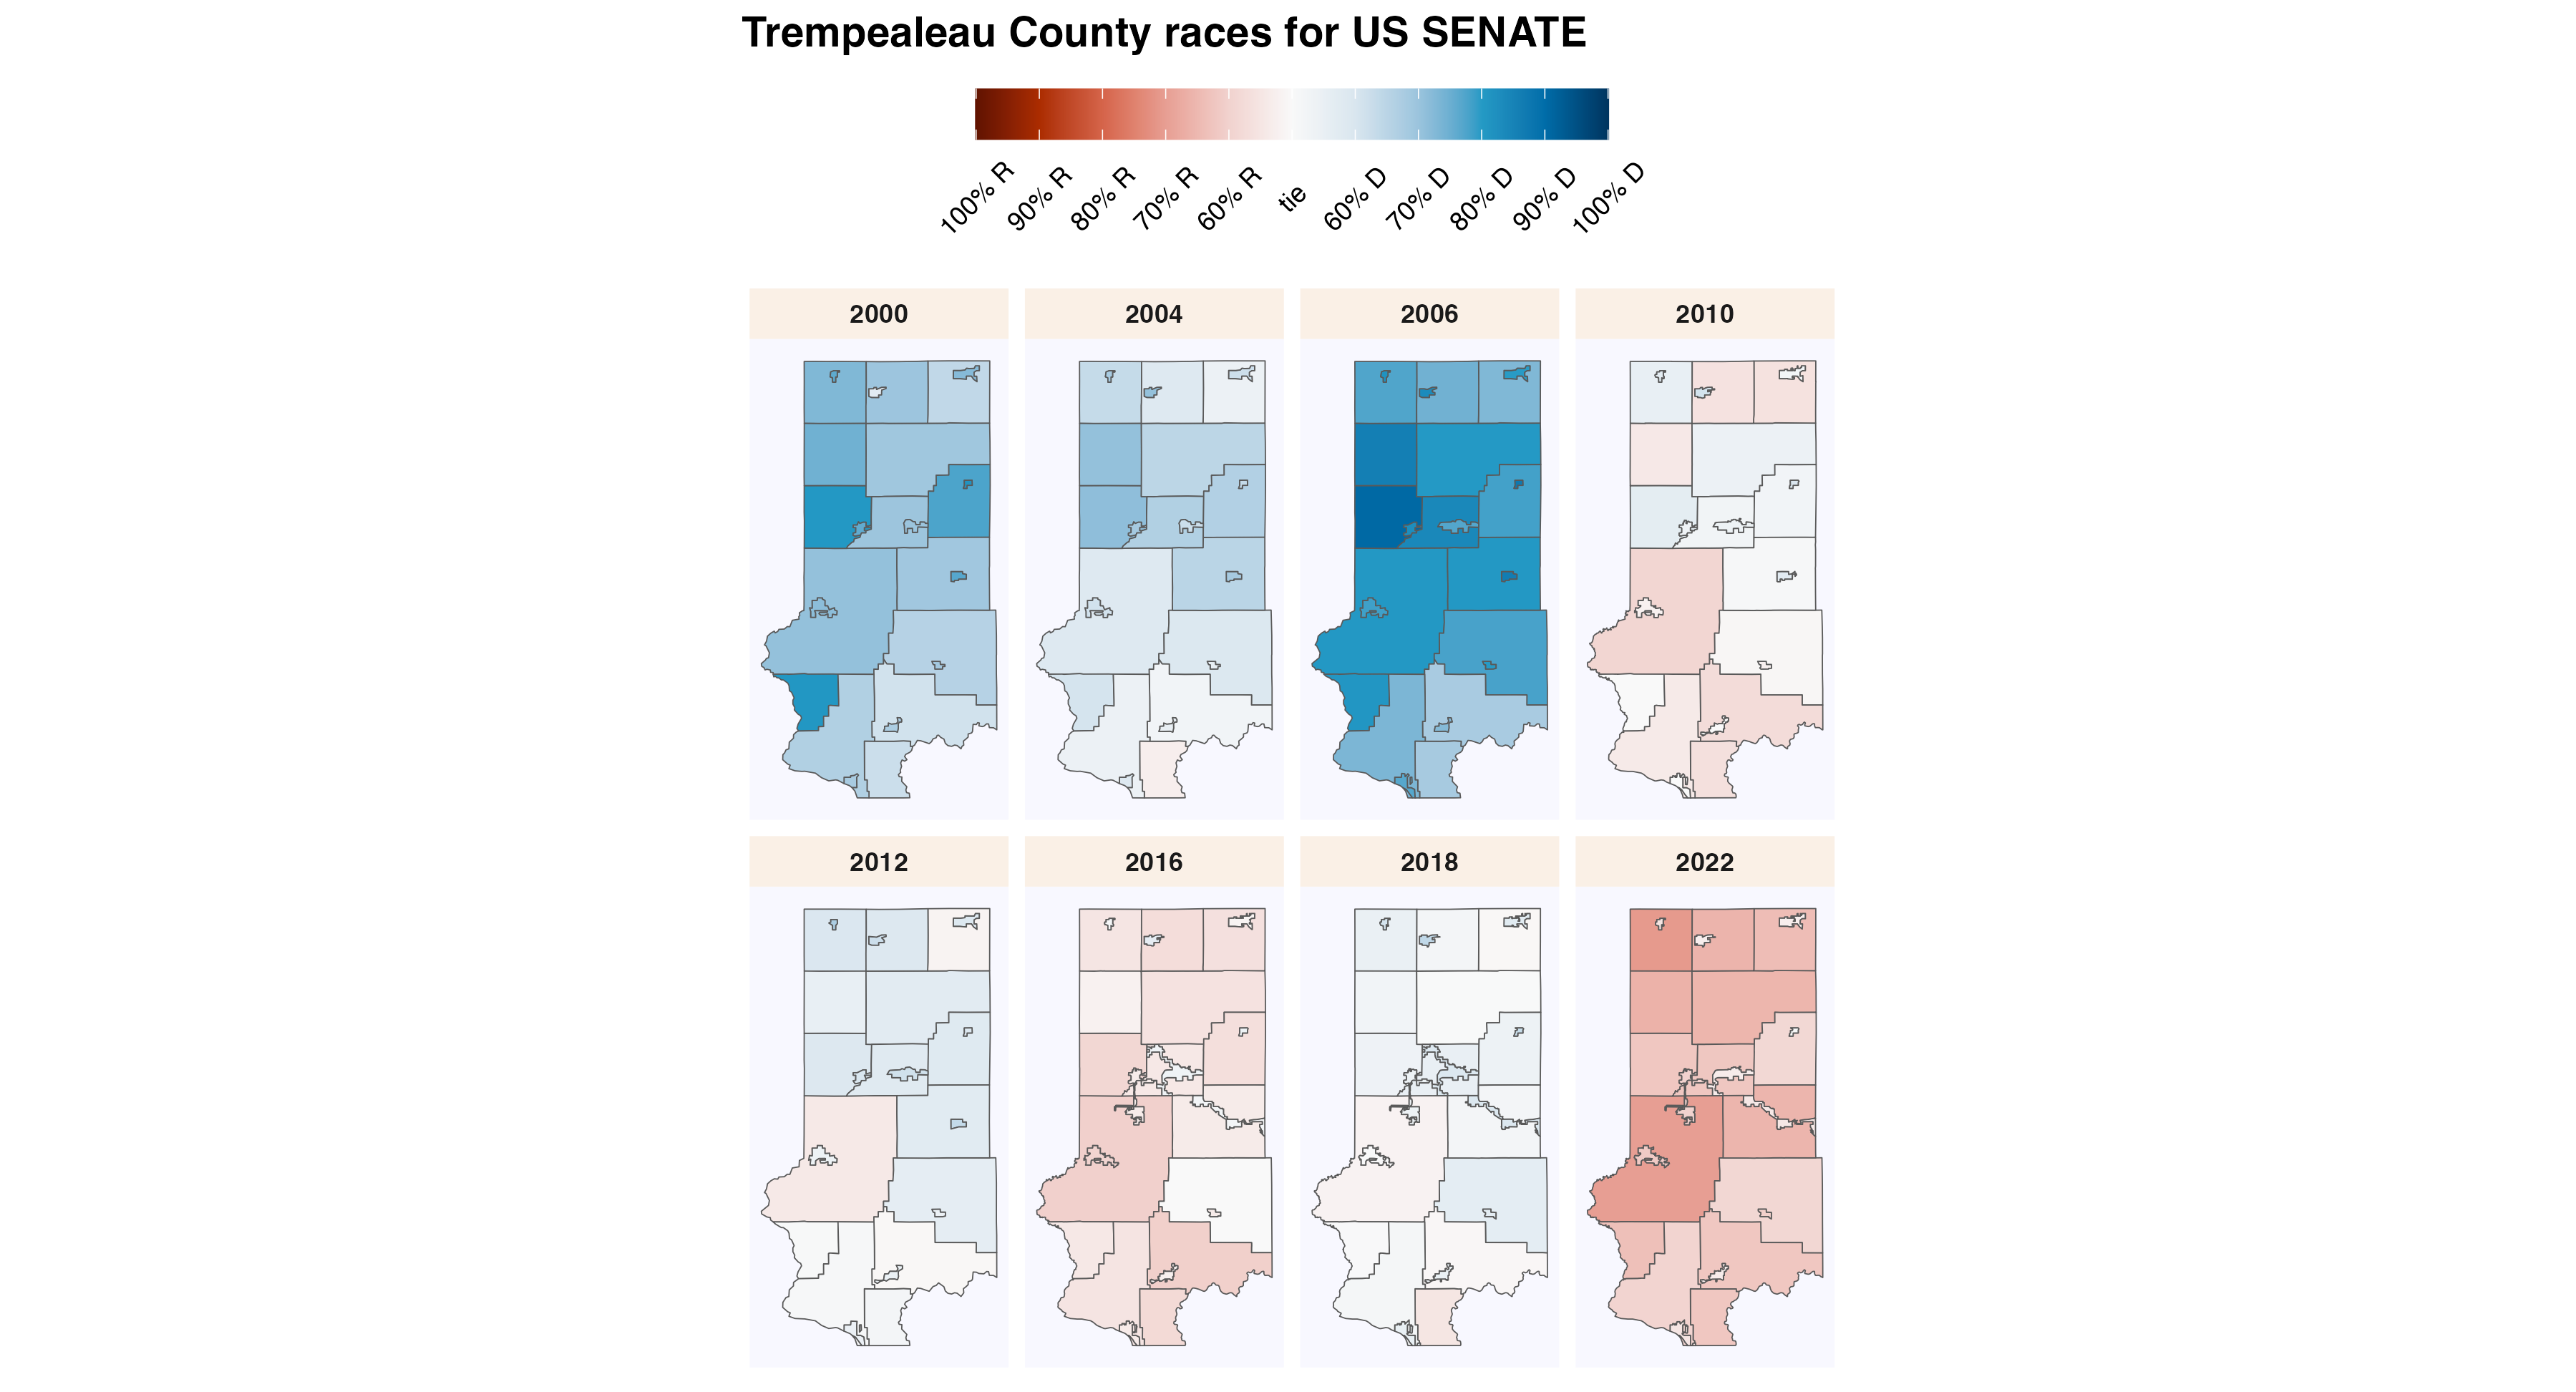 Trempealeau County races for US SENATE
100% R 90% R 80% R 70% R 60% R tie 60% D 70% D 80% D 90% D 100% D
2000 2004 2006 2010
2012 2016 2018 2022